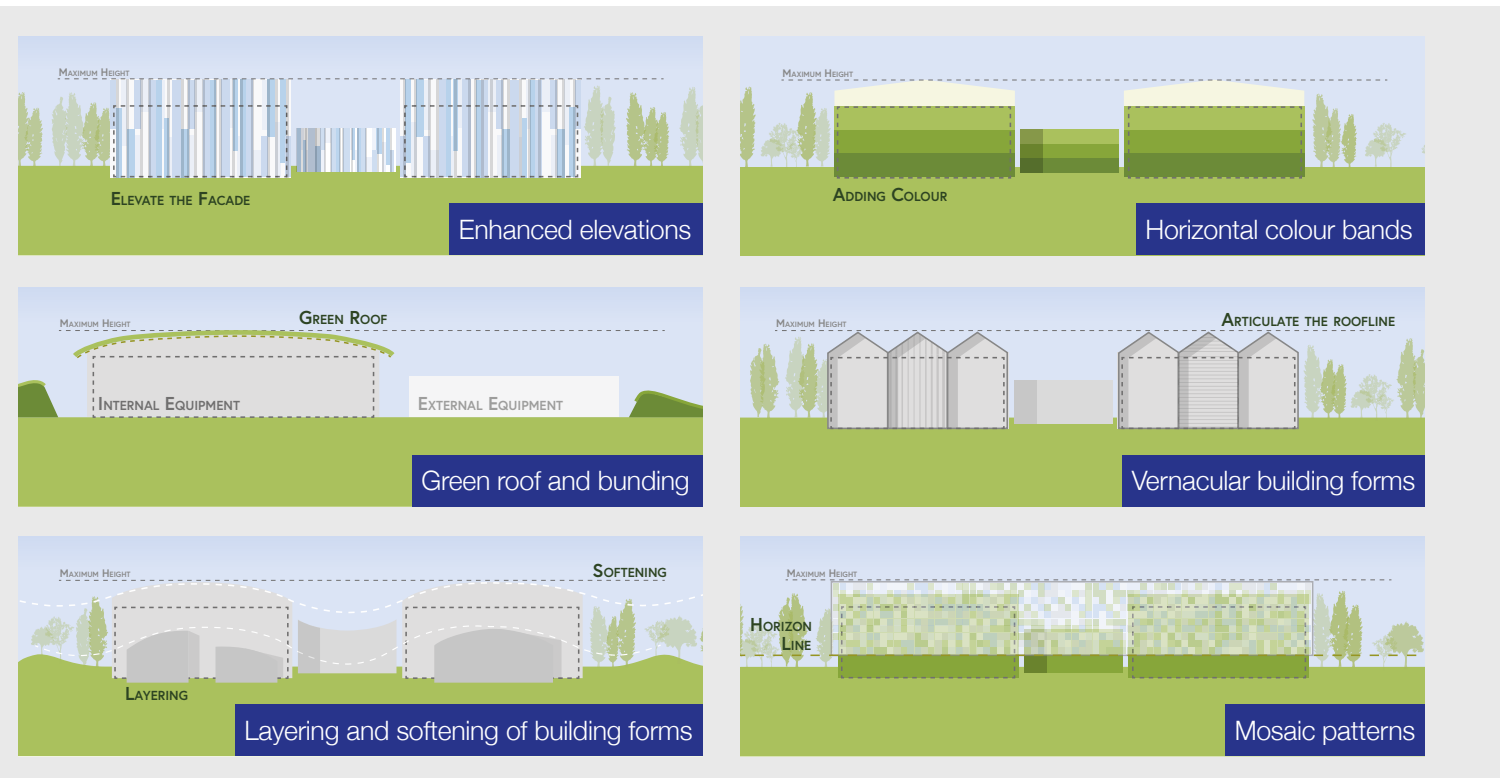 Maximum Height
Elevate the Facade
Enhanced elevations
Maximum Height
Adding Colour
Horizontal colour bands
Maximum Height
Green Roof
Internal Equipment
External Equipment
Green roof and bunding
Maximum Height
Articulate the roofline
Vernacular building forms
Maximum Height
Softening
Layering
Layering and softening of building forms
Maximum Height
Horizon
Line
Mosaic patterns